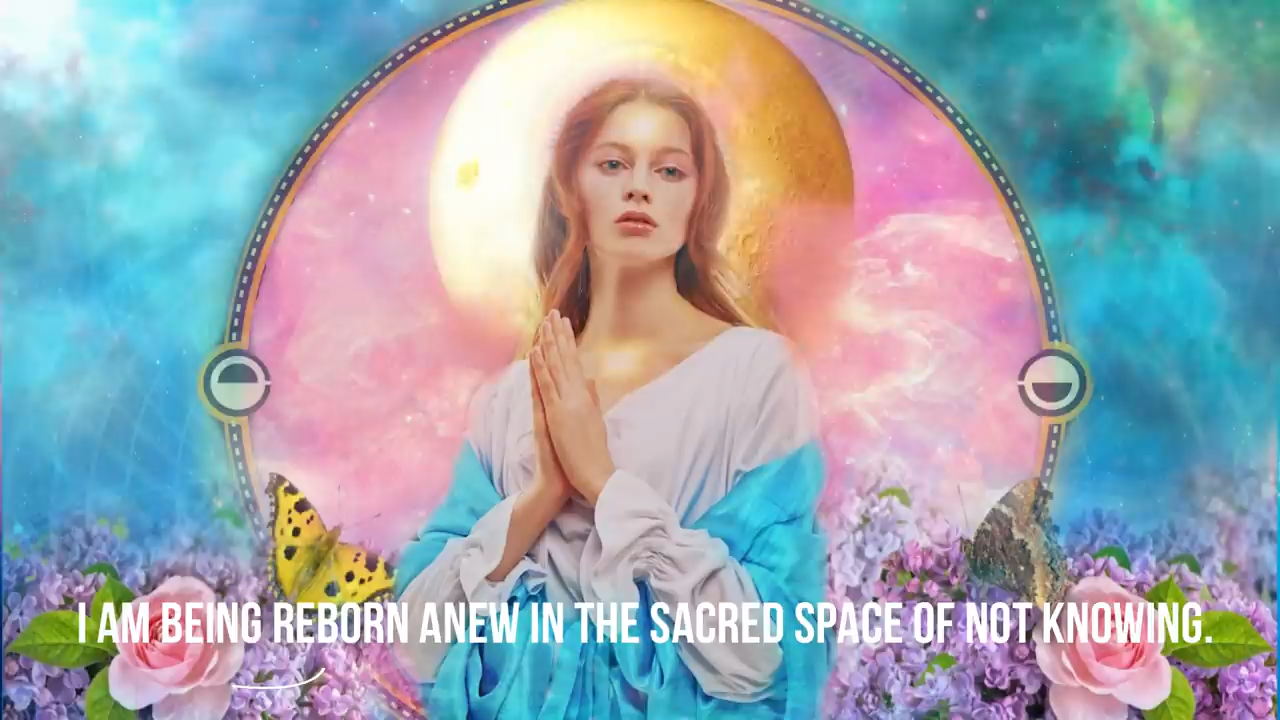 I AM BEING REBORN ANEW IN THE SACRED SPACE OF NOT KNOWING.